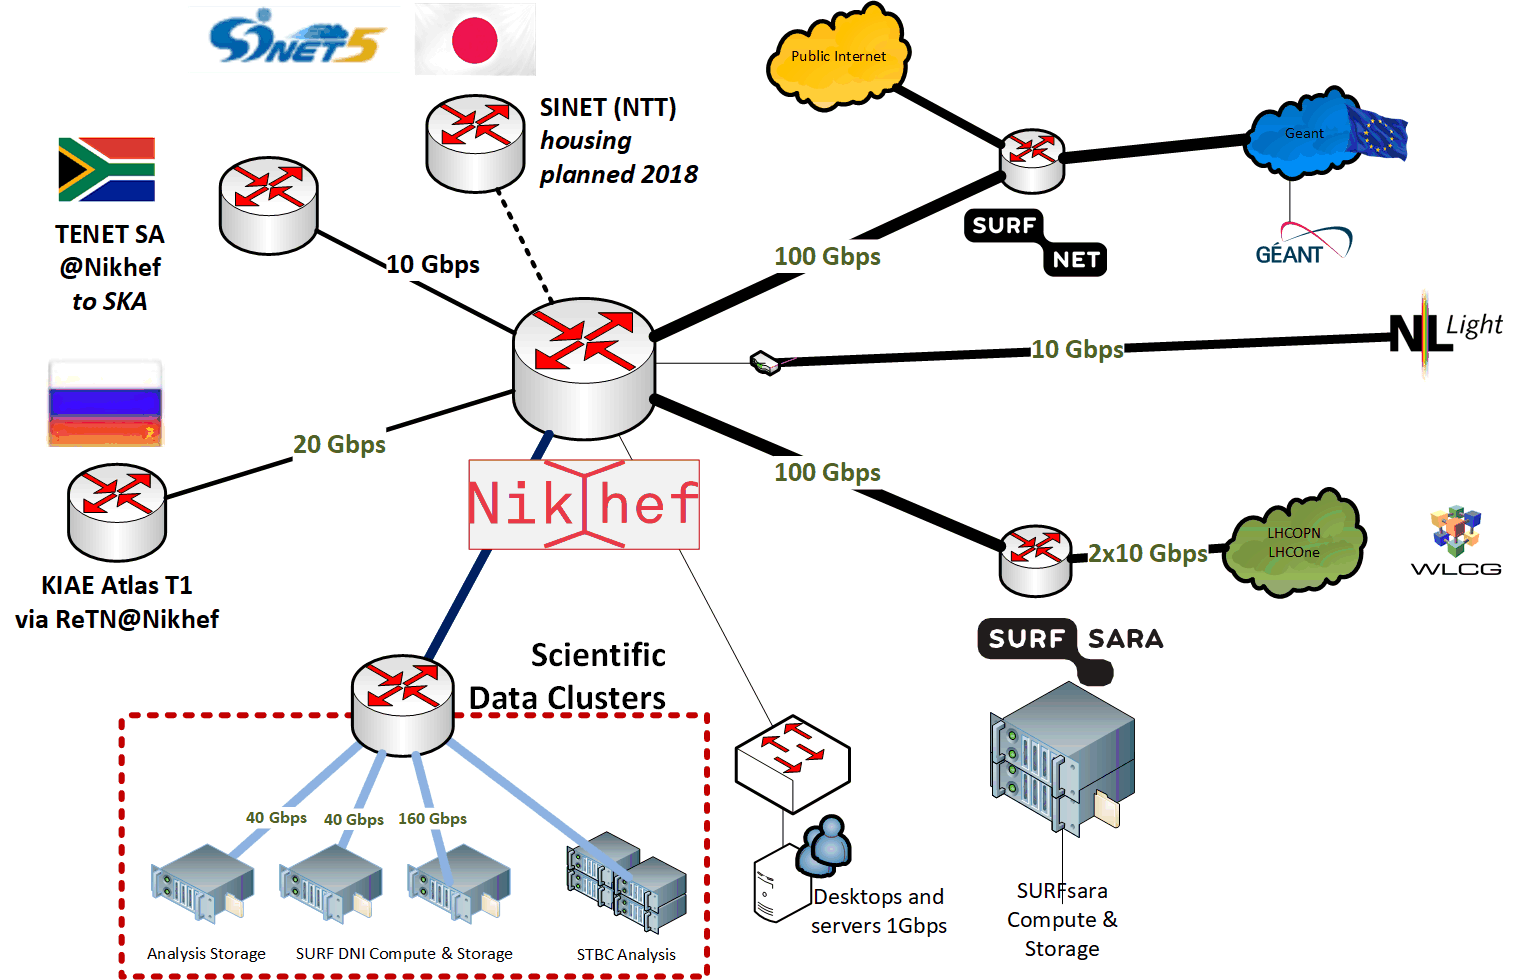 SINET5
SINET (NTT)
housing
planned 2018
Public Internet
Geant
TENET SA
@Nikhef
to SKA
10 Gbps
100 Gbps
SURF
NET
GÉANT
NLLight
10 Gbps
20 Gbps
100 Gbps
Nikhef
KIAE Atlas T1
via ReTN@Nikhef
2x10 Gbps
LHCOPN
LHCOne
WLCG
SURF SARA
Scientific
Data Clusters
40 Gbps
40 Gbps
160 Gbps
Analysis Storage
SURF DNI Compute & Storage
STBC Analysis
Desktops and
servers 1Gbps
SURFsara
Compute &
Storage